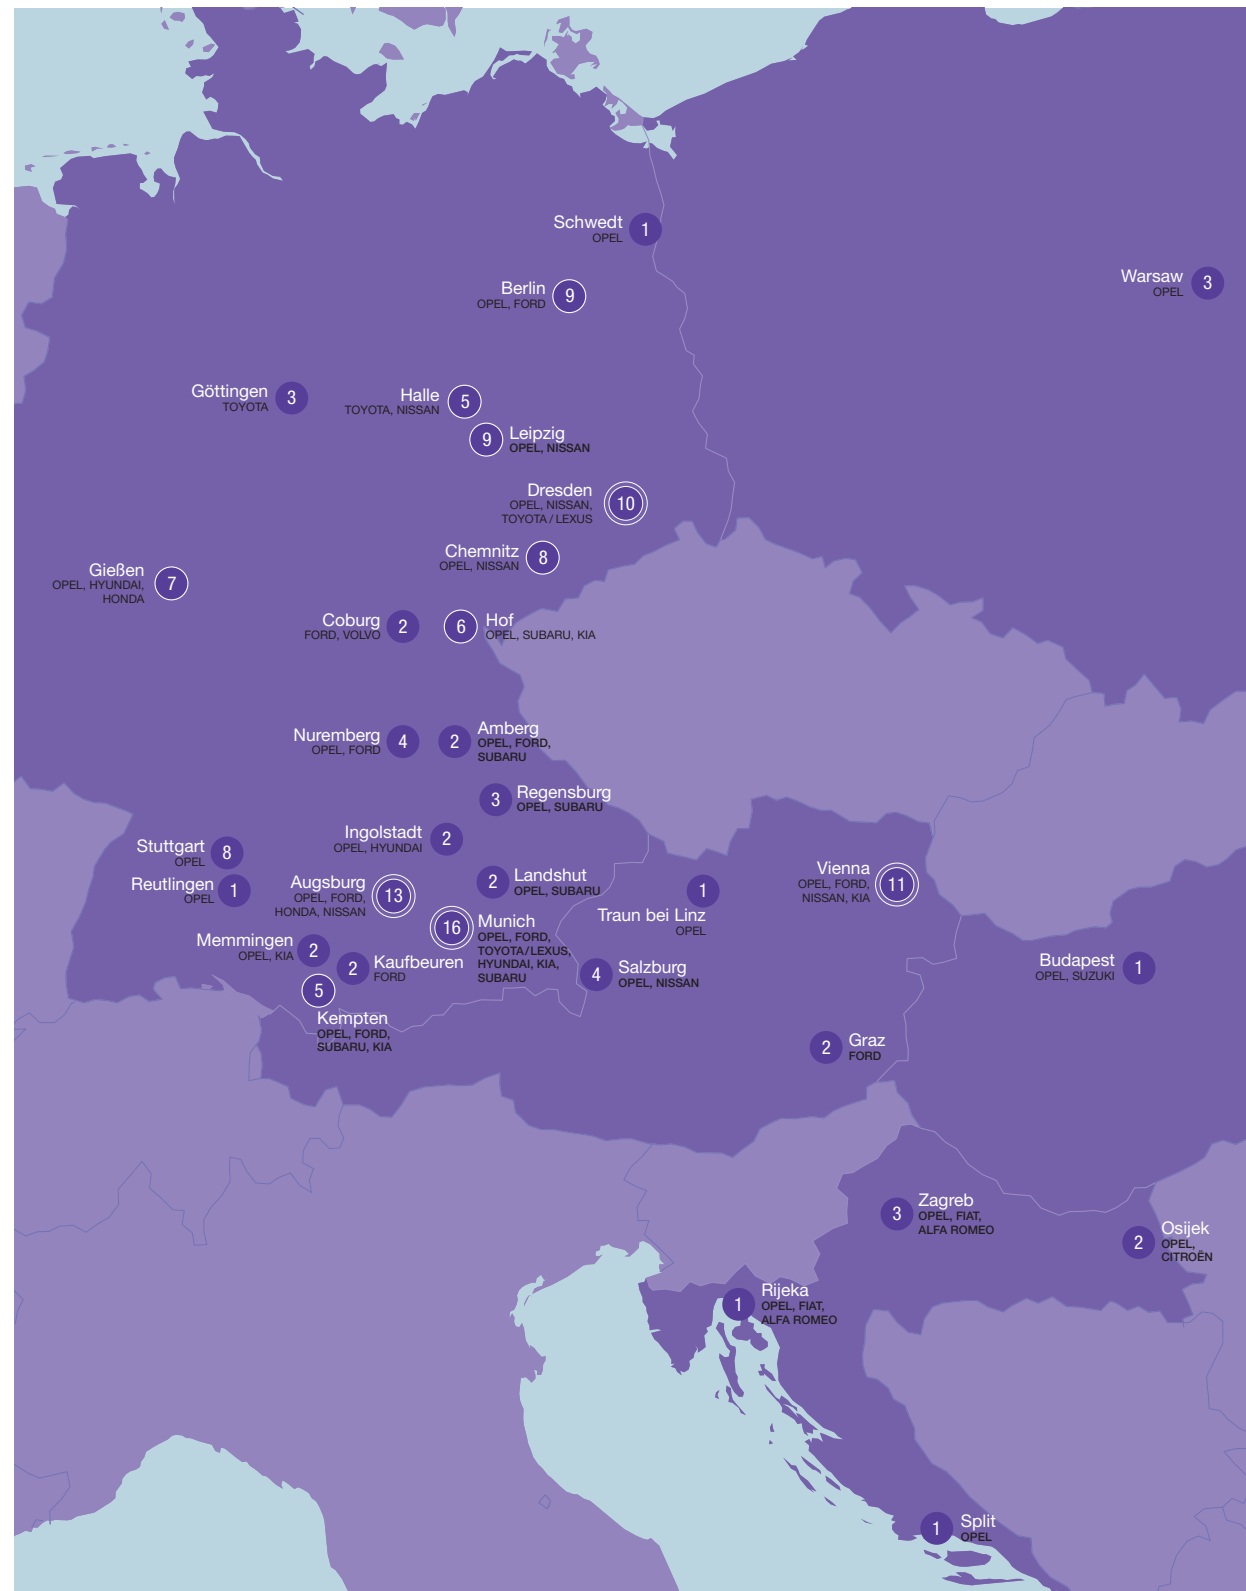 Schwedt
OPEL
1
Berlin
OPEL, FORD
9
Warsaw
OPEL
3
Göttingen
TOYOTA
3
Halle
TOYOTA, NISSAN
5
9
Leipzig
OPEL, NISSAN
Dresden
OPEL, NISSAN,
TOYOTA / LEXUS
10
Chemnitz
OPEL, NISSAN
8
Gießen
OPEL, HYUNDAI,
HONDA
7
Coburg
FORD, VOLVO
2
6
Hof
OPEL, SUBARU, KIA
Nuremberg
OPEL, FORD
4
2
Amberg
OPEL, FORD,
SUBARU
3
Regensburg
OPEL, SUBARU
Ingolstadt
OPEL, HYUNDAI
2
Stuttgart
OPEL
8
Reutlingen
OPEL
1
Augsburg
OPEL, FORD,
HONDA, NISSAN
13
2
Landshut
OPEL, SUBARU
1
Traun bei Linz
OPEL
Vienna
OPEL, FORD,
NISSAN, KIA
11
16
Munich
OPEL, FORD,
TOYOTA/LEXUS,
HYUNDAI, KIA,
SUBARU
Memmingen
OPEL, KIA
2
2
Kaufbeuren
FORD
5
Kempten
OPEL, FORD,
SUBARU, KIA
4
Salzburg
OPEL, NISSAN
Budapest
OPEL, SUZUKI
1
2
Graz
FORD
3
Zagreb
OPEL, FIAT,
ALFA ROMEO
2
Osijek
OPEL,
CITROËN
1
Rijeka
OPEL, FIAT,
ALFA ROMEO
1
Split
OPEL